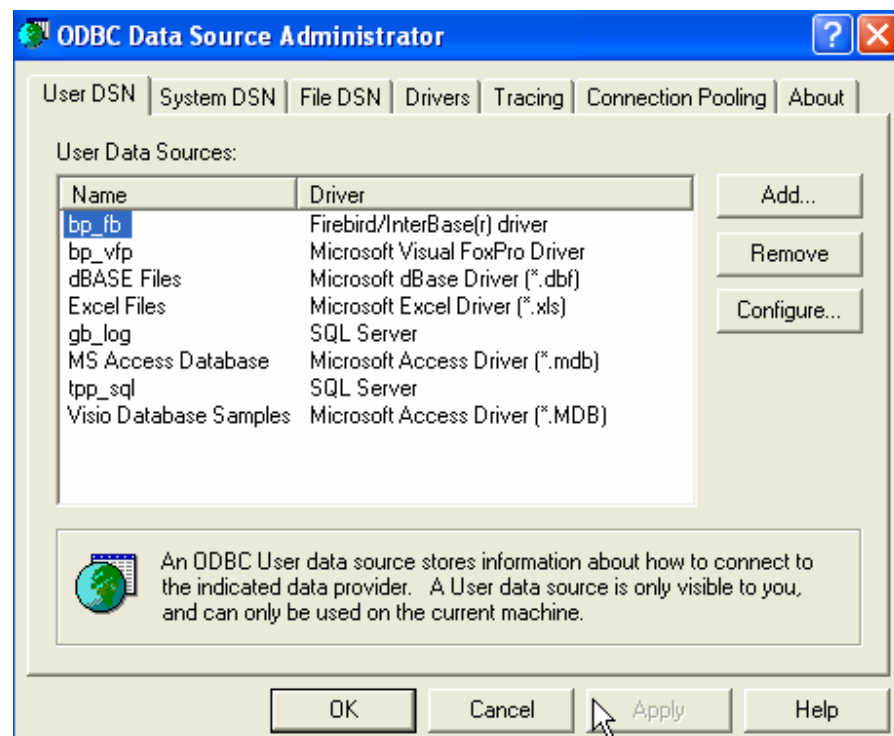 ODBC Data Source Administrator
User DSN System DSN File DSN Drivers Tracing Connection Pooling About
User Data Sources:
Name Driver
bp_fb Firebird/InterBase(r) driver
bp_vfp Microsoft Visual FoxPro Driver
dBASE Files Microsoft dBase Driver (*.dbf)
Excel Files Microsoft Excel Driver (*.xls)
gb_log SQL Server
MS Access Database Microsoft Access Driver (*.mdb)
tpp_sql SQL Server
Visio Database Samples Microsoft Access Driver (*.MDB)
Add...
Remove
Configure...
An ODBC User data source stores information about how to connect to
the indicated data provider. A User data source is only visible to you,
and can only be used on the current machine.
OK Cancel Apply Help